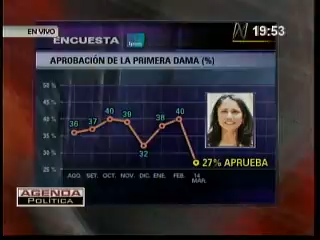 EN VIVO
N 19:53
ENCUESTA Ipsos
APROBACIÓN DE LA PRIMERA DAMA (%)
50 %
45 %
40 %
35 %
30 %
25 %
36 37 40 39 32 38 40
27% APRUEBA
AGO. SET. OCT. NOV. DIC. ENE. FEB. 14 MAR.
AGENDA
POLÍTICA